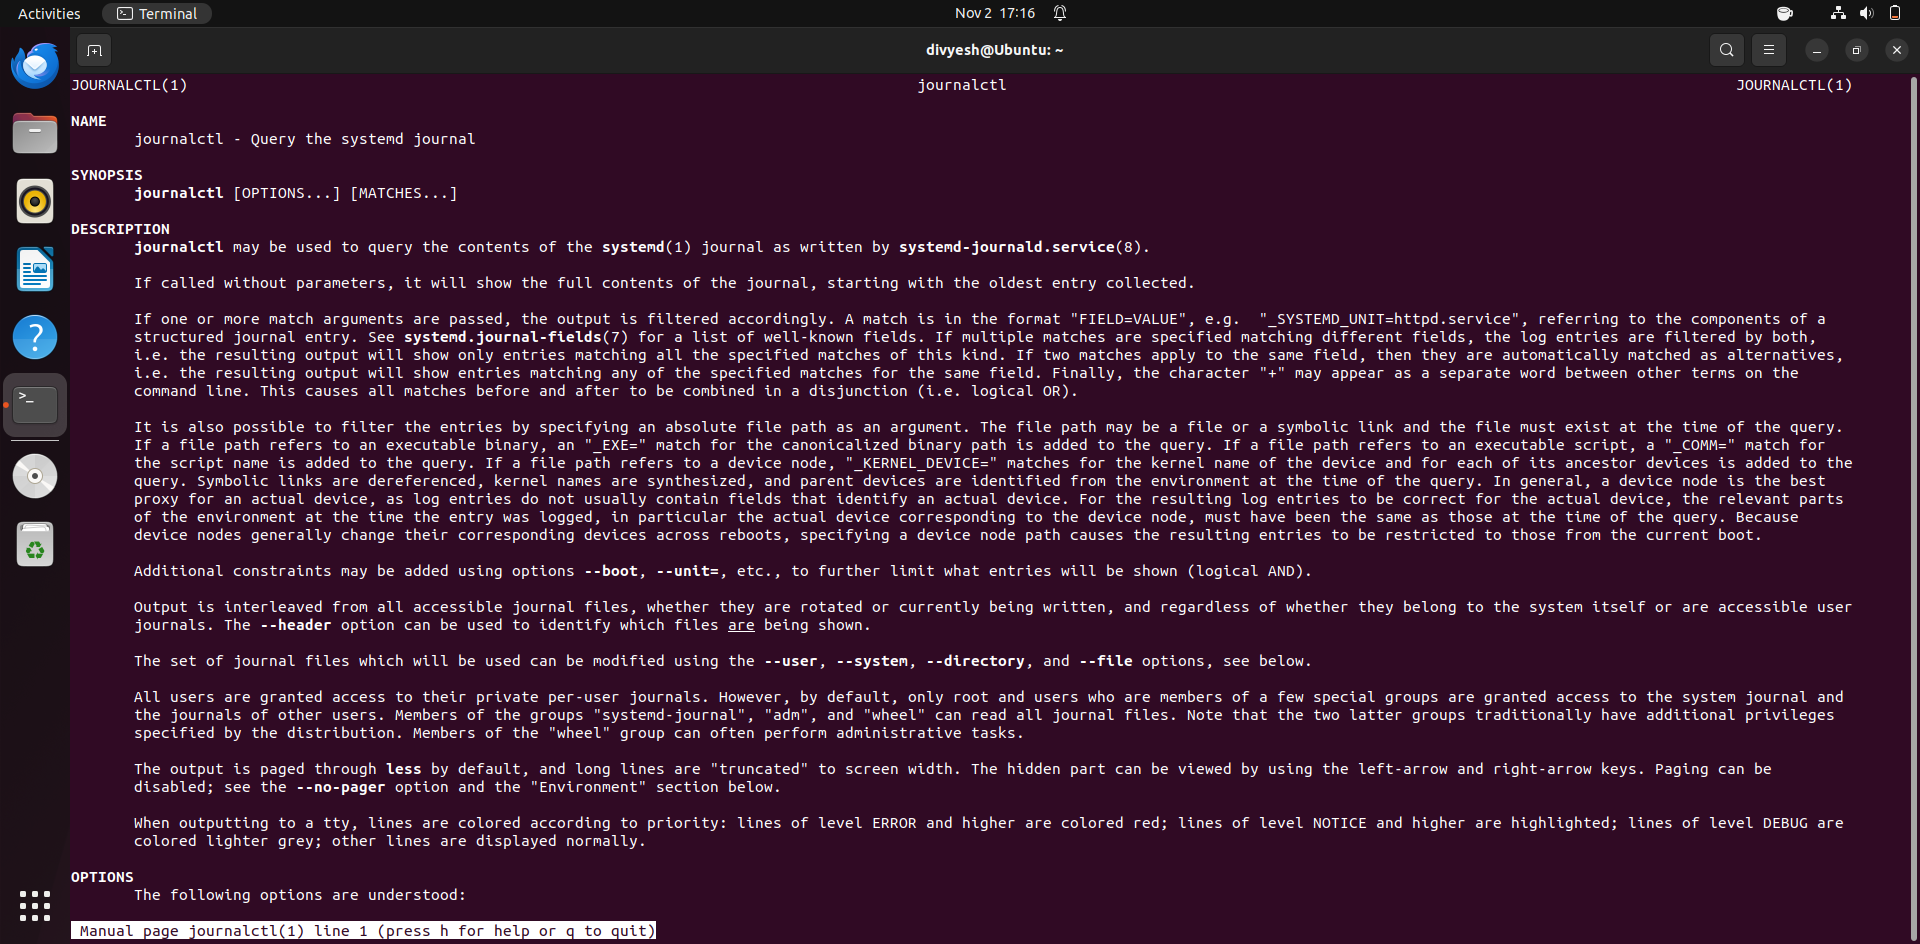 Activities
Terminal
Nov 2 17:16
divyesh@Ubuntu: ~
JOURNALCTL(1) journalctl JOURNALCTL(1)
NAME
journalctl - Query the systemd journal
SYNOPSIS
journalctl [OPTIONS...] [MATCHES...]
DESCRIPTION
journalctl may be used to query the contents of the systemd(1) journal as written by systemd-journald.service(8).
If called without parameters, it will show the full contents of the journal, starting with the oldest entry collected.
If one or more match arguments are passed, the output is filtered accordingly. A match is in the format "FIELD=VALUE", e.g.  "_SYSTEMD_UNIT=httpd.service", referring to the components of a
structured journal entry. See systemd.journal-fields(7) for a list of well-known fields. If multiple matches are specified matching different fields, the log entries are filtered by both,
i.e. the resulting output will show only entries matching all the specified matches of this kind. If two matches apply to the same field, then they are automatically matched as alternatives,
i.e. the resulting output will show entries matching any of the specified matches for the same field. Finally, the character "+" may appear as a separate word between other terms on the
command line. This causes all matches before and after to be combined in a disjunction (i.e. logical OR).
It is also possible to filter the entries by specifying an absolute file path as an argument. The file path may be a file or a symbolic link and the file must exist at the time of the query.
If a file path refers to an executable binary, an "_EXE=" match for the canonicalized binary path is added to the query. If a file path refers to an executable script, a "_COMM=" match for
the script name is added to the query. If a file path refers to a device node, "_KERNEL_DEVICE=" matches for the kernel name of the device and for each of its ancestor devices is added to the
query. Symbolic links are dereferenced, kernel names are synthesized, and parent devices are identified from the environment at the time of the query. In general, a device node is the best
proxy for an actual device, as log entries do not usually contain fields that identify an actual device. For the resulting log entries to be correct for the actual device, the relevant parts
of the environment at the time the entry was logged, in particular the actual device corresponding to the device node, must have been the same as those at the time of the query. Because
device nodes generally change their corresponding devices across reboots, specifying a device node path causes the resulting entries to be restricted to those from the current boot.
Additional constraints may be added using options --boot, --unit=, etc., to further limit what entries will be shown (logical AND).
Output is interleaved from all accessible journal files, whether they are rotated or currently being written, and regardless of whether they belong to the system itself or are accessible user
journals. The --header option can be used to identify which files are being shown.
The set of journal files which will be used can be modified using the --user, --system, --directory, and --file options, see below.
All users are granted access to their private per-user journals. However, by default, only root and users who are members of a few special groups are granted access to the system journal and
the journals of other users. Members of the groups "systemd-journal", "adm", and "wheel" can read all journal files. Note that the two latter groups traditionally have additional privileges
specified by the distribution. Members of the "wheel" group can often perform administrative tasks.
The output is paged through less by default, and long lines are "truncated" to screen width. The hidden part can be viewed by using the left-arrow and right-arrow keys. Paging can be
disabled; see the --no-pager option and the "Environment" section below.
When outputting to a tty, lines are colored according to priority: lines of level ERROR and higher are colored red; lines of level NOTICE and higher are highlighted; lines of level DEBUG are
colored lighter grey; other lines are displayed normally.
OPTIONS
The following options are understood:
Manual page journalctl(1) line 1 (press h for help or q to quit)